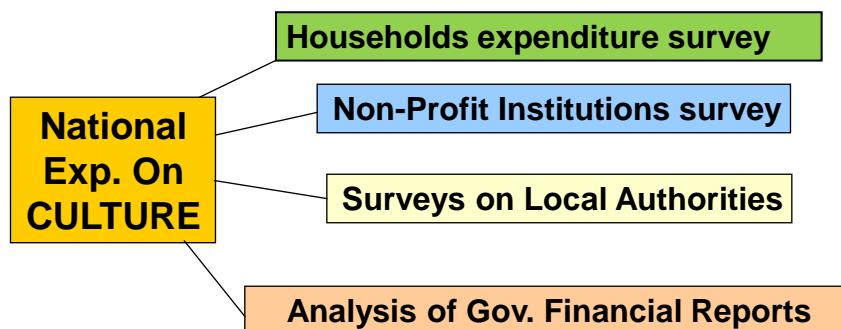 Households expenditure survey
Non-Profit Institutions survey
National
Exp. On
CULTURE
Surveys on Local Authorities
Analysis of Gov. Financial Reports